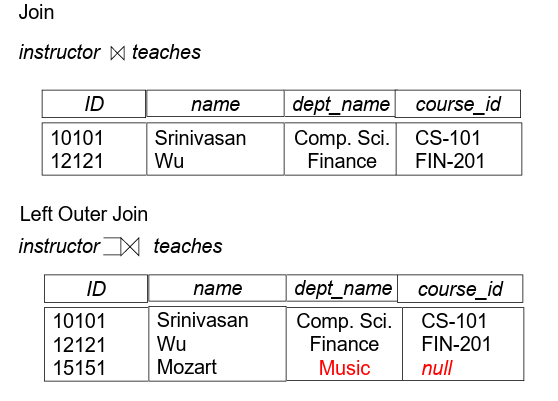 Join
instructor ⋈ teaches
ID name dept_name course_id
10101 Srinivasan Comp. Sci. CS-101
12121 Wu Finance FIN-201
Left Outer Join
instructor ⟕ teaches
ID name dept_name course_id
10101 Srinivasan Comp. Sci. CS-101
12121 Wu Finance FIN-201
15151 Mozart Music null